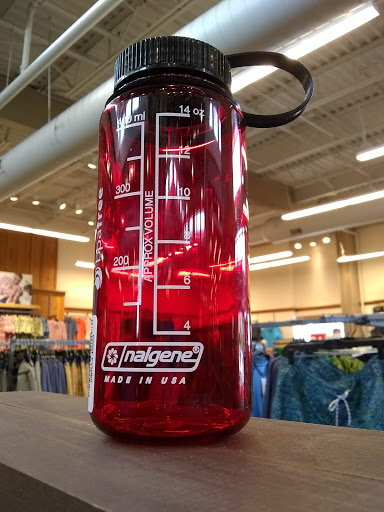 14 oz
12
300
10
APPROX VOLUME
8
200
6
4
nalgene®
MADE IN USA